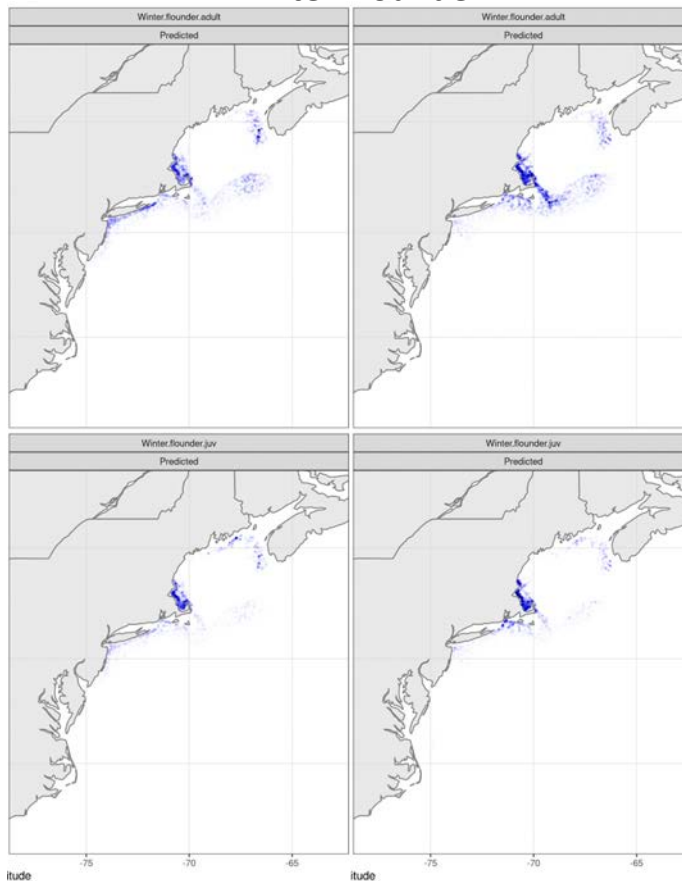 Winter.flounder.adult Winter.flounder.adult
Predicted Predicted
Winter.flounder.juv Winter.flounder.juv
Predicted Predicted
-75 -70 -65 -75 -70 -65
itude itude